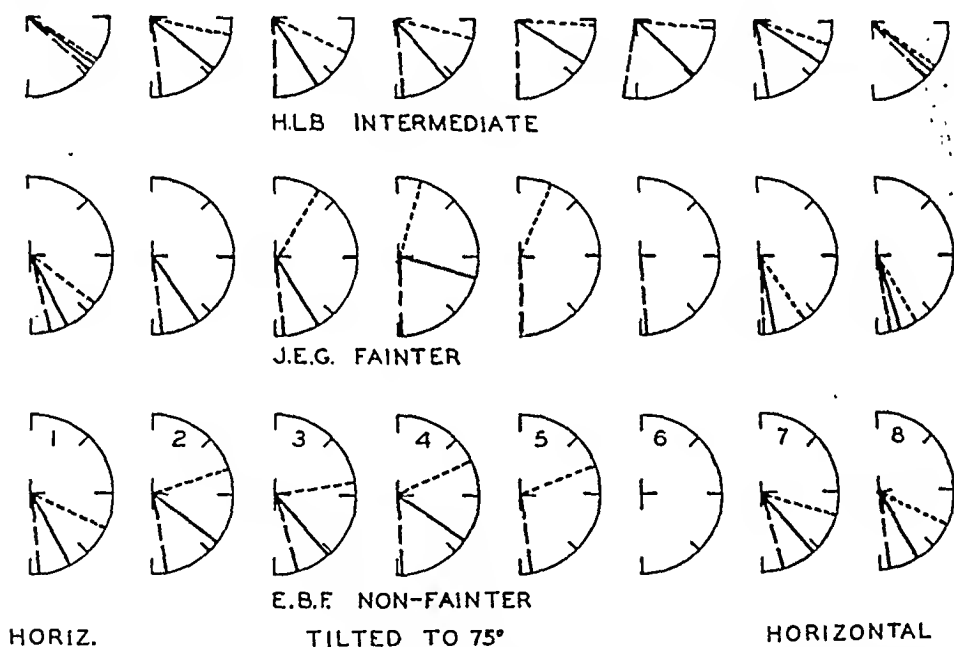 H.L.B INTERMEDIATE
J.E.G. FAINTER
1 2 3 4 5 6 7 8
E.B.F. NON-FAINTER
HORIZ. TILTED TO 75° HORIZONTAL